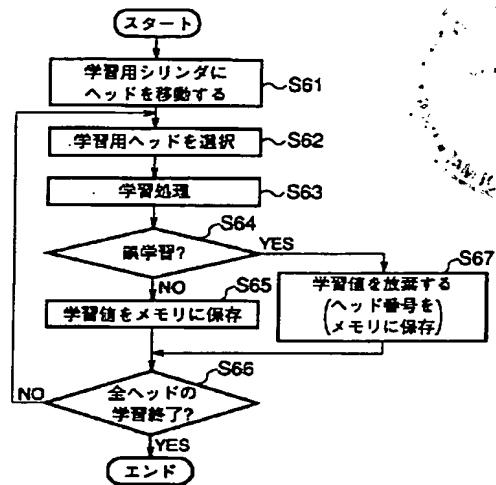 スタート
学習用シリンダに
ヘッドを移動する
S61
学習用ヘッドを選択
S62
学習処理
S63
S64
誤学習?
YES
NO
S65
学習値をメモリに保存
S67
学習値を放棄する
(ヘッド番号を
メモリに保存)
S66
全ヘッドの
学習終了?
NO
YES
エンド